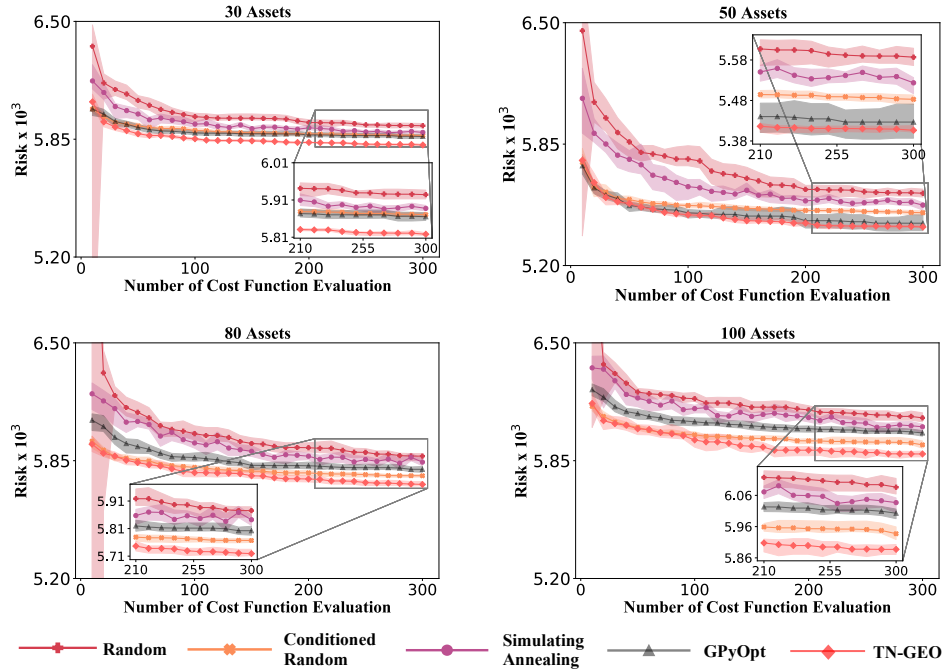 30 Assets
6.50
5.85
5.20
Risk x 10³
100
200
300
Number of Cost Function Evaluation
6.01
5.91
5.81
210
255
300
50 Assets
6.50
5.85
5.20
Risk x 10³
0
100
200
300
Number of Cost Function Evaluation
5.58
5.48
5.38
210
255
300
80 Assets
6.50
5.85
5.20
Risk x 10³
0
100
200
300
Number of Cost Function Evaluation
5.91
5.81
5.71
210
255
300
100 Assets
6.50
5.85
5.20
Risk x 10³
0
100
200
300
Number of Cost Function Evaluation
6.06
5.96
5.86
210
255
300
Random
Conditioned
Random
Simulating
Annealing
GPyOpt
TN-GEO